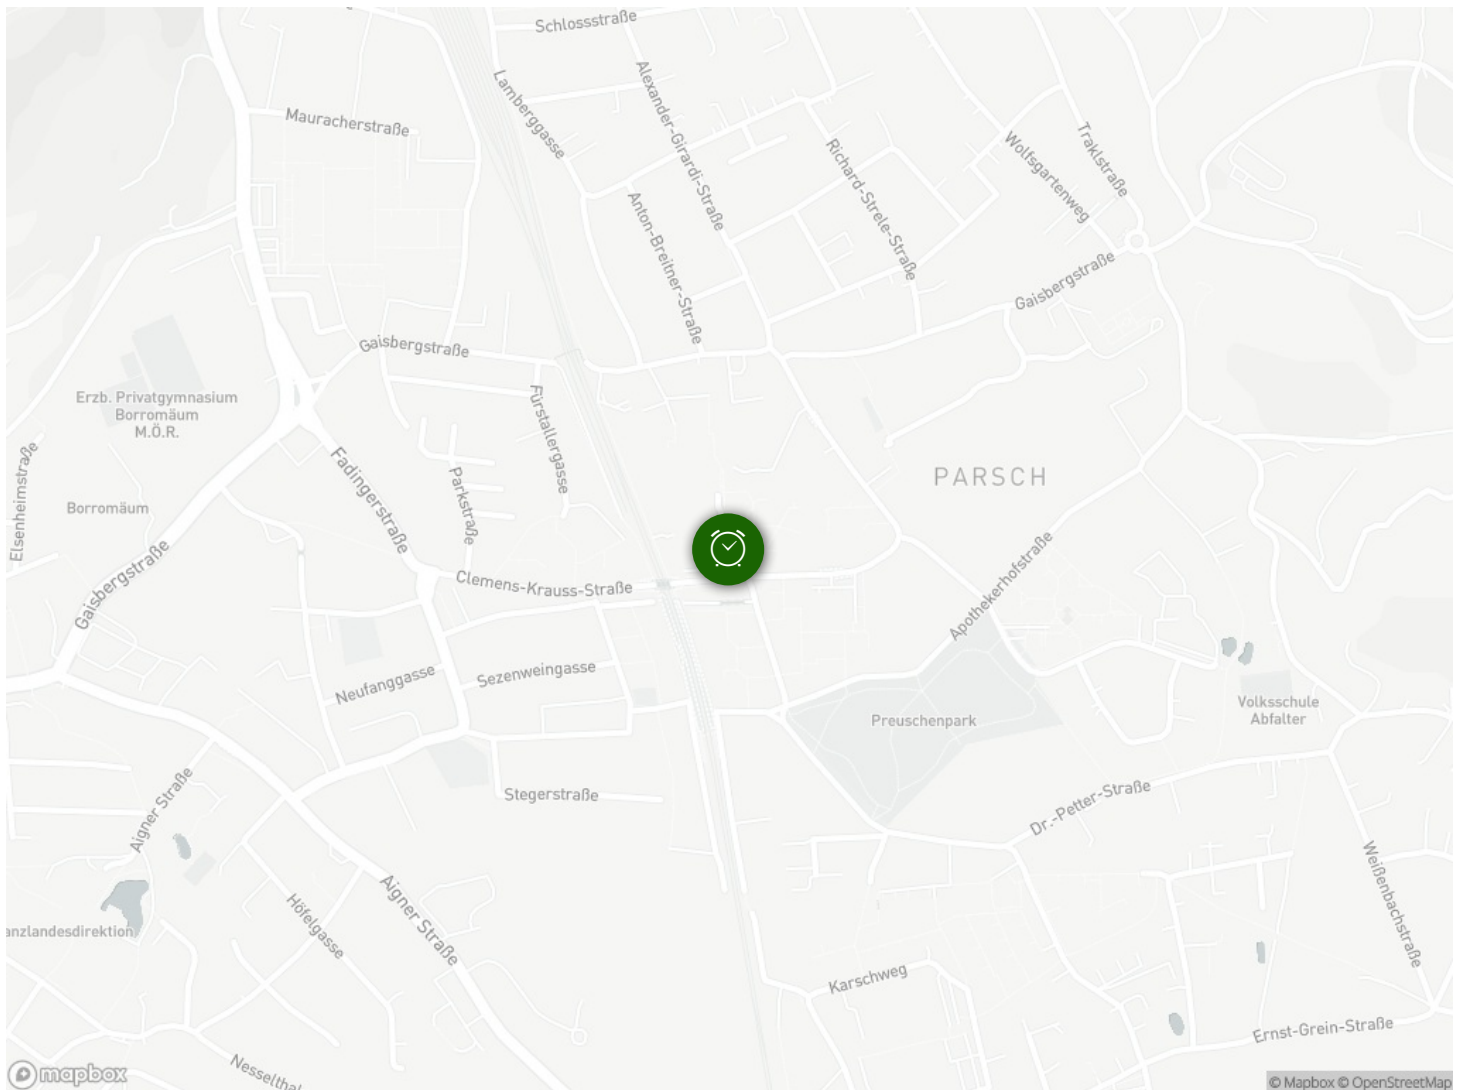 Schlossstraße
Lamberggasse
Alexander-Girardi-Straße
Mauracherstraße
Richard-Strele-Straße
Wolfsgartenweg
Traklstraße
Anton-Breitner-Straße
Gaisbergstraße
Gaisbergstraße
Erzb. Privatgymnasium
Borromäum
M.Ö.R.
Fürstallergasse
Elsenheimstraße
Fadingerstraße
Parkstraße
PARSCH
Borromäum
Gaisbergstraße
Clemens-Krauss-Straße
Apothekerhofstraße
Neufanggasse
Sezenweingasse
Preuschenpark
Volksschule
Abfalter
Aigner Straße
Stegerstraße
Dr.-Petter-Straße
Weißenbachstraße
anzlandesdirektion
Höfelgasse
Aigner Straße
Karschweg
Ernst-Grein-Straße
Nesseltha
mapbox
© Mapbox © OpenStreetMap